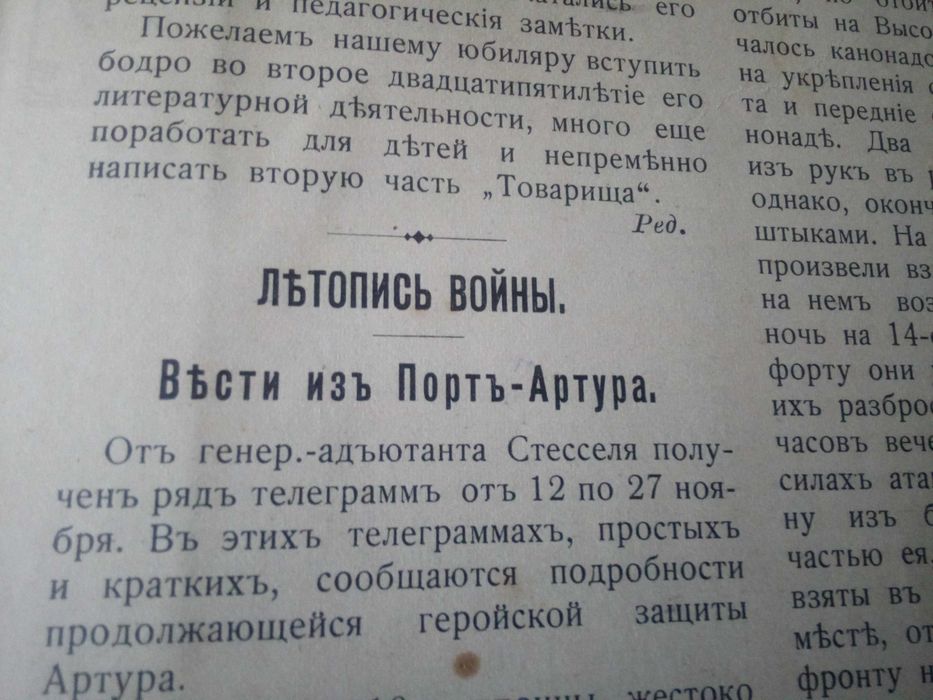 рецензіи и педагогическія замѣтки.
Пожелаемъ нашему юбиляру вступить
бодро во второе двадцатипятилѣтіе его
литературной дѣятельности, много еще
поработать для дѣтей и непремѣнно
написать вторую часть „Товарища“.
Ред.
ЛѢТОПИСЬ ВОЙНЫ.
Вѣсти изъ Портъ-Артура.
Отъ генер.-адъютанта Стесселя полу-
ченъ рядъ телеграммъ отъ 12 по 27 ноя-
бря. Въ этихъ телеграммахъ, простыхъ
и краткихъ, сообщаются подробности
продолжающейся геройской защиты
Артура.
жестоко
отбиты на Высо
чалось канонадо
на укрѣпленія
та и передніе
нонадѣ. Два
изъ рукъ въ
однако, оконч
штыками. На
произвели вз
на немъ воз
ночь на 14-
форту они
ихъ разбро
часовъ вече
силахъ ата
ну изъ
частью ея.
взяты въ
мѣстѣ, от
фронту н